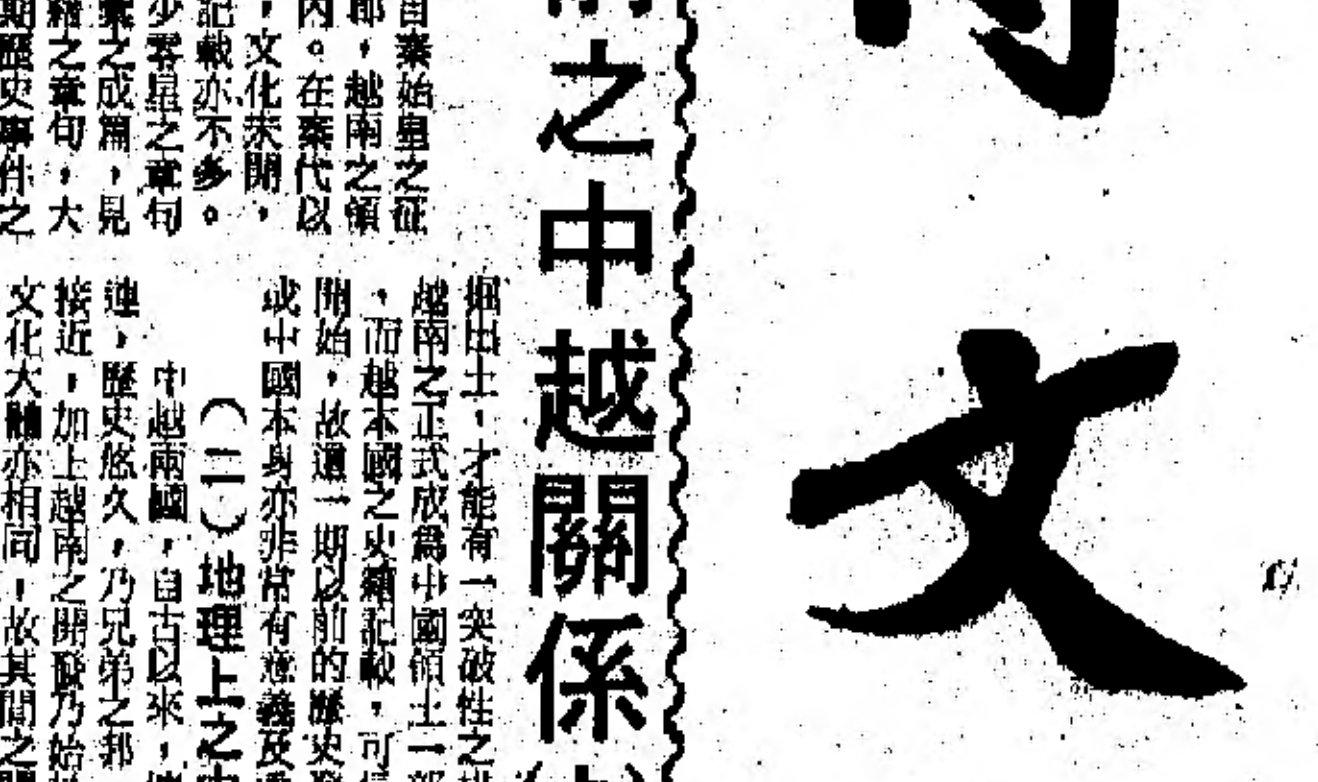 文
之中越關係
秦始皇之征
郡，越南之領
內。在秦代以
，文化未開，
記載亦不多。
少零星之章句
彙之成篇，見
籍之章句，大
期歷史事件之
掘出土，才能有一突破性之
越南之正式成為中國領土一部
，而越本國之史籍記載，可
開始，故這一期以前的歷史發
成中國本身亦非常有意義及
（二）地理上之中
中越兩國，自古以來，
連，歷史悠久，乃兄弟之邦
接近，加上越南之開發乃始
文化大體亦相同，故其間之關